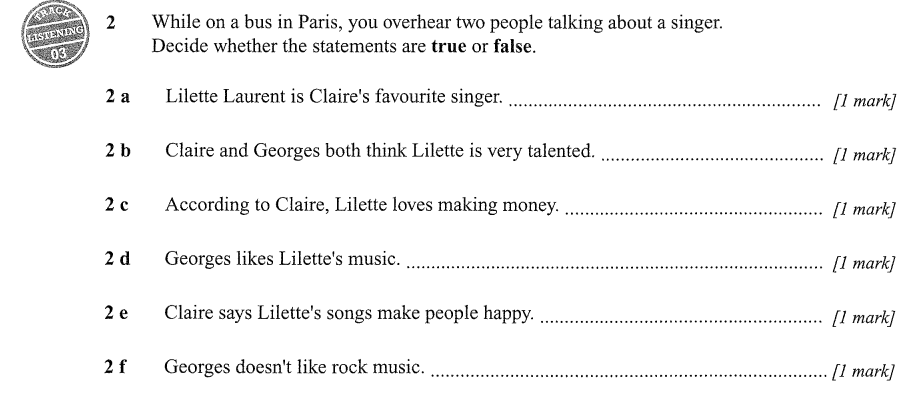 TRACK
LISTENING
03
2 While on a bus in Paris, you overhear two people talking about a singer.
Decide whether the statements are true or false.
2 a Lilette Laurent is Claire's favourite singer. .......... [1 mark]
2 b Claire and Georges both think Lilette is very talented. .......... [1 mark]
2 c According to Claire, Lilette loves making money. .......... [1 mark]
2 d Georges likes Lilette's music. .......... [1 mark]
2 e Claire says Lilette's songs make people happy. .......... [1 mark]
2 f Georges doesn't like rock music. .......... [1 mark]